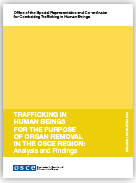 Office of the Special Representative and Co-ordinator
for Combating Trafficking in Human Beings
TRAFFICKING IN
HUMAN BEINGS
FOR THE PURPOSE
OF ORGAN REMOVAL
IN THE OSCE REGION:
Analysis and Findings
OSCE